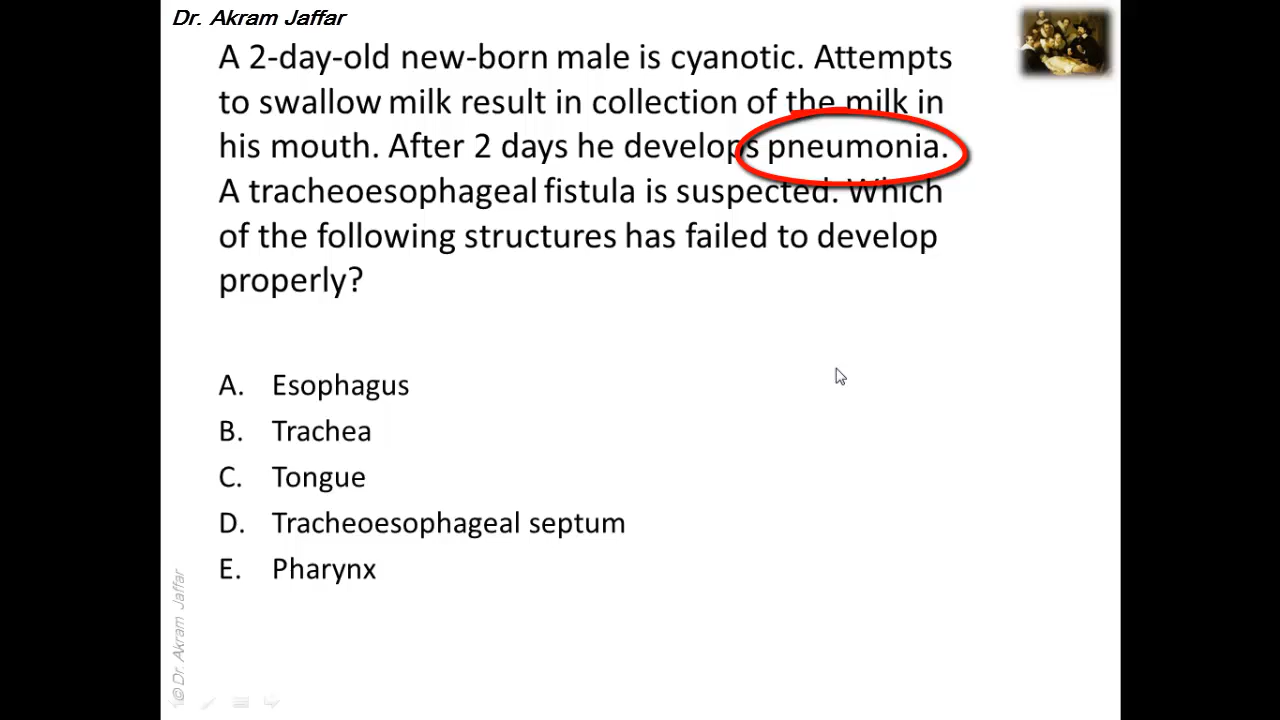 Dr. Akram Jaffar
A 2-day-old new-born male is cyanotic. Attempts
to swallow milk result in collection of the milk in
his mouth. After 2 days he develops pneumonia.
A tracheoesophageal fistula is suspected. Which
of the following structures has failed to develop
properly?
A. Esophagus
B. Trachea
C. Tongue
D. Tracheoesophageal septum
E. Pharynx
© Dr. Akram Jaffar